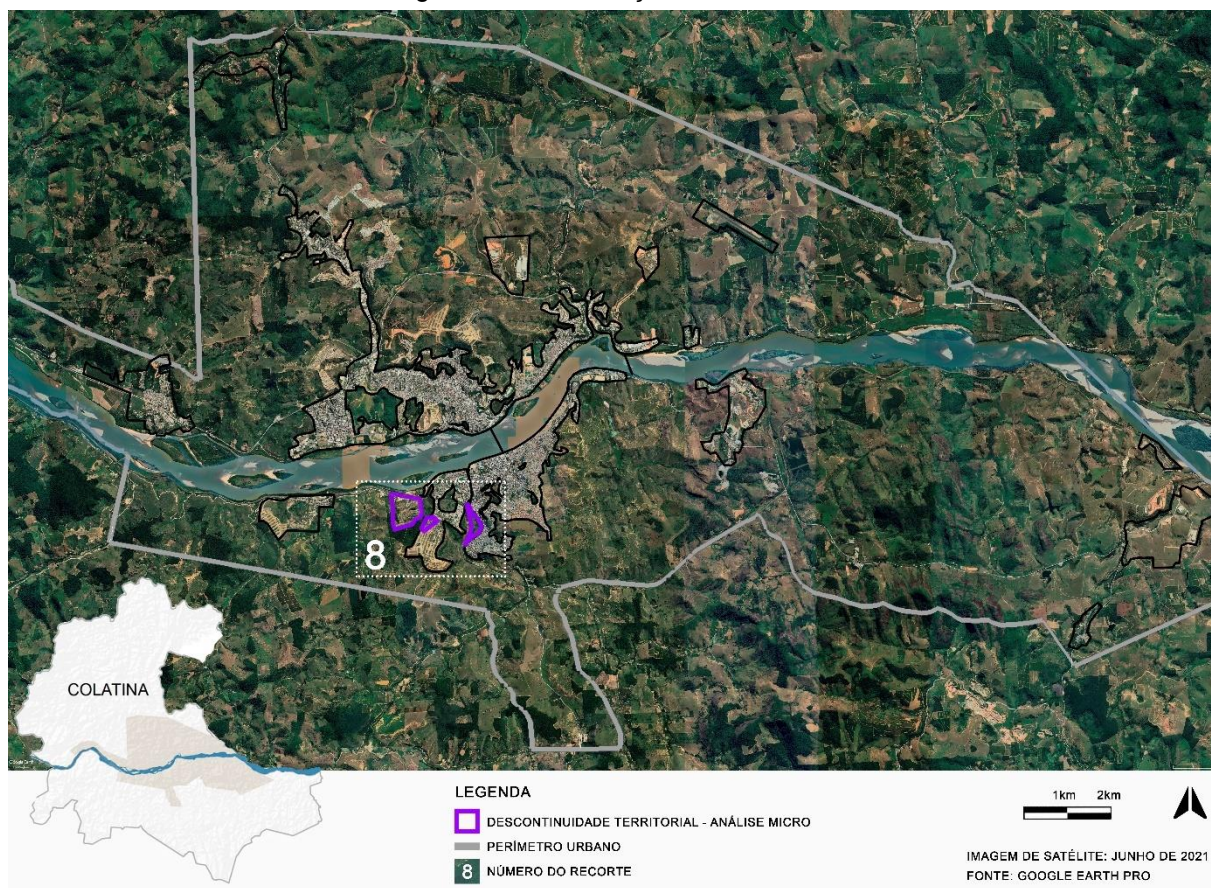 8
COLATINA
LEGENDA
DESCONTINUIDADE TERRITORIAL - ANÁLISE MICRO
PERÍMETRO URBANO
8 NÚMERO DO RECORTE
1km 2km
IMAGEM DE SATÉLITE: JUNHO DE 2021
FONTE: GOOGLE EARTH PRO